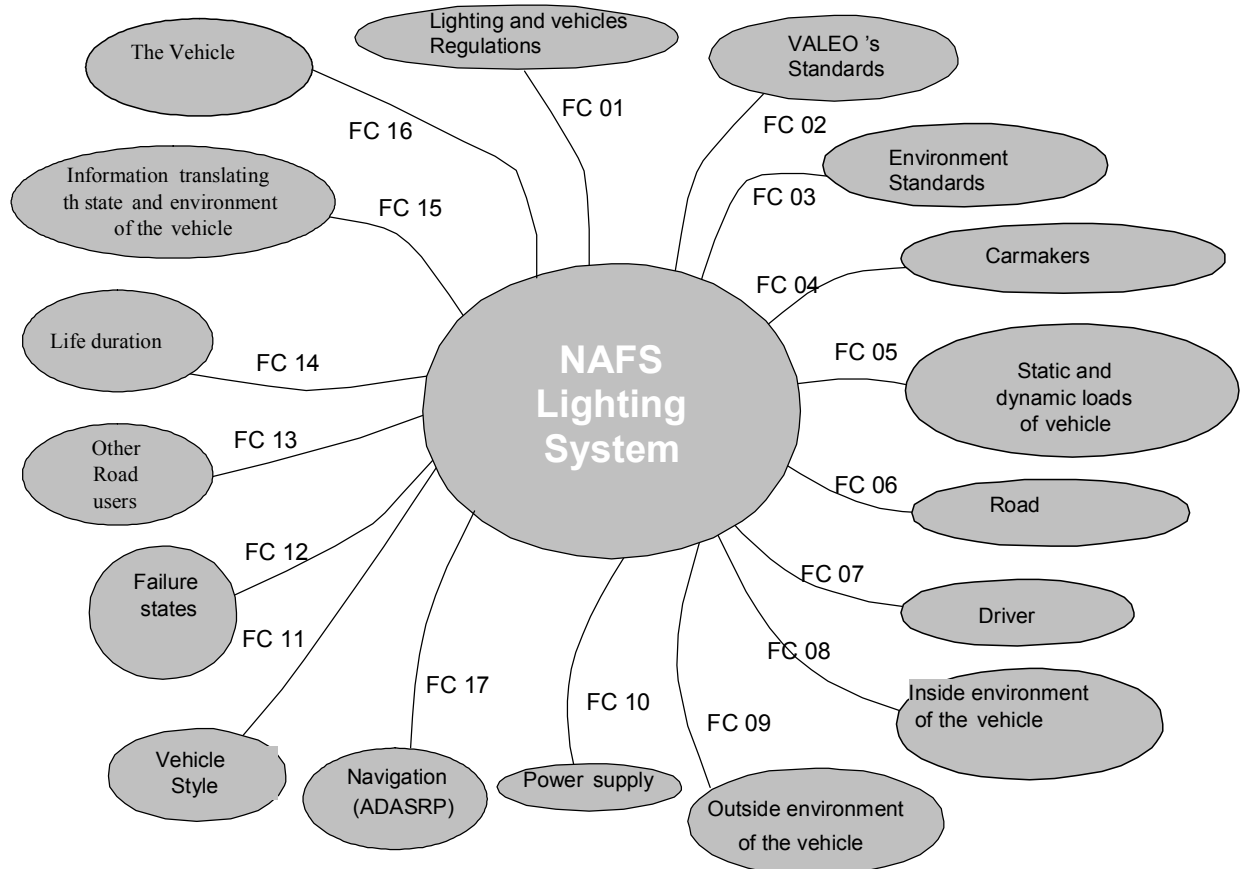 Lighting and vehicles
Regulations
The Vehicle
VALEO 's
Standards
FC 01
FC 16
FC 02
Environment
Standards
Information translating
th state and environment
of the vehicle
FC 15
FC 03
Carmakers
FC 04
Life duration
FC 14
FC 05
Static and
dynamic loads
of vehicle
NAFS
Lighting
System
Other
Road
users
FC 13
FC 06
Road
FC 12
Failure
states
FC 07
Driver
FC 11
FC 08
Inside environment
of the vehicle
FC 17
FC 10
FC 09
Vehicle
Style
Navigation
(ADASRP)
Power supply
Outside environment
of the vehicle